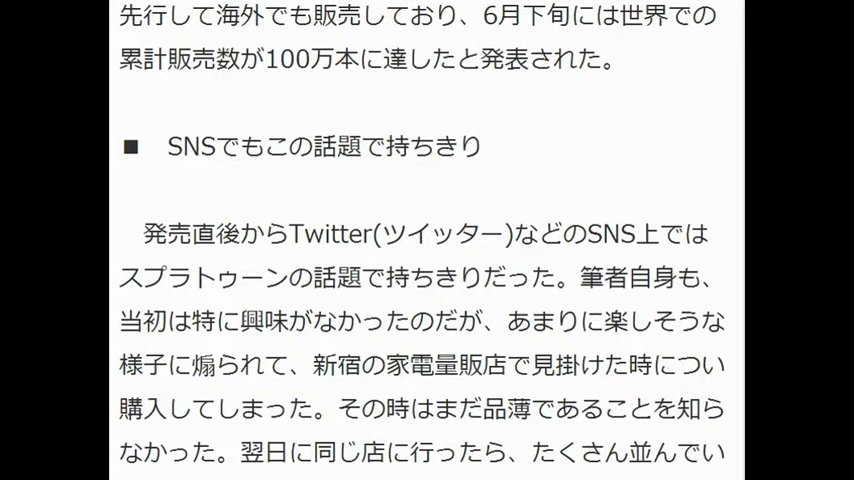 先行して海外でも販売しており、6月下旬には世界での
累計販売数が100万本に達したと発表された。
■　SNSでもこの話題で持ちきり
発売直後からTwitter(ツイッター)などのSNS上では
スプラトゥーンの話題で持ちきりだった。筆者自身も、
当初は特に興味がなかったのだが、あまりに楽しそうな
様子に煽られて、新宿の家電量販店で見掛けた時につい
購入してしまった。その時はまだ品薄であることを知ら
なかった。翌日に同じ店に行ったら、たくさん並んでい